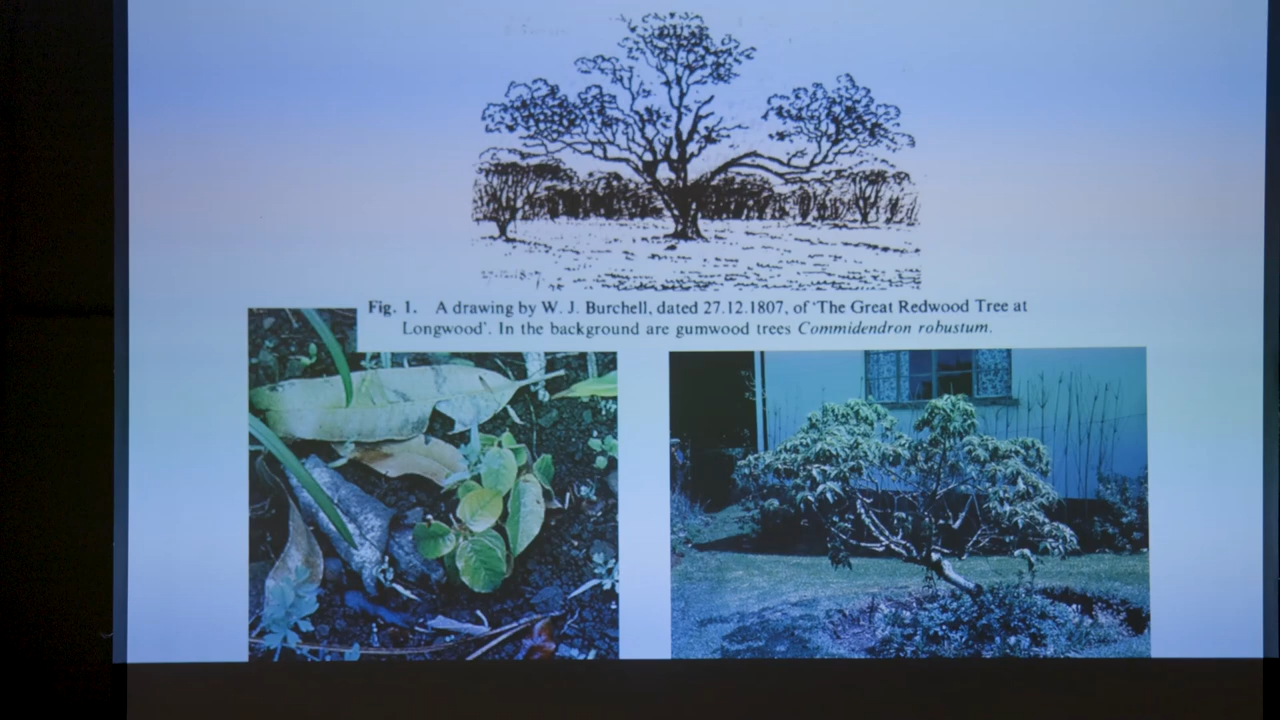 Fig. 1. A drawing by W. J. Burchell, dated 27.12.1807, of 'The Great Redwood Tree at
Longwood'. In the background are gumwood trees Commidendron robustum.